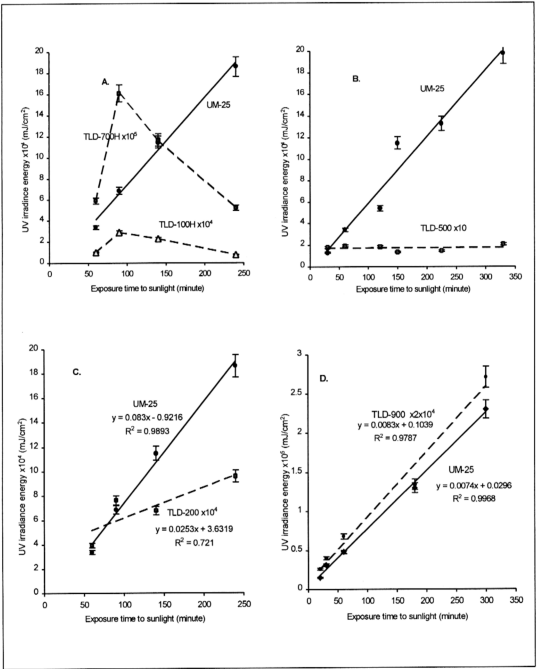 A.
UV irradiance energy x10⁴ (mJ/cm²)
20
18
16
14
12
10
8
6
4
2
0
UM-25
TLD-700H x10⁵
TLD-100H x10⁴
0 50 100 150 200 250
Exposure time to sunlight (minute)
B.
UV irradiance energy x10⁴ (mJ/cm²)
20
18
16
14
12
10
8
6
4
2
0
UM-25
TLD-500 x10
0 50 100 150 200 250 300 350
Exposure time to sunlight (minute)
C.
UV irradiance energy x10⁴ (mJ/cm²)
20
18
16
14
12
10
8
6
4
2
0
UM-25
y = 0.083x - 0.9216
R² = 0.9893
TLD-200 x10⁴
y = 0.0253x + 3.6319
R² = 0.721
0 50 100 150 200 250
Exposure time to sunlight (minute)
D.
UV irradiance energy x10⁵ (mJ/cm²)
3
2.5
2
1.5
1
0.5
0
TLD-900 x2x10⁴
y = 0.0083x + 0.1039
R² = 0.9787
UM-25
y = 0.0074x + 0.0296
R² = 0.9968
0 50 100 150 200 250 300 350
Exposure time to sunlight (minute)